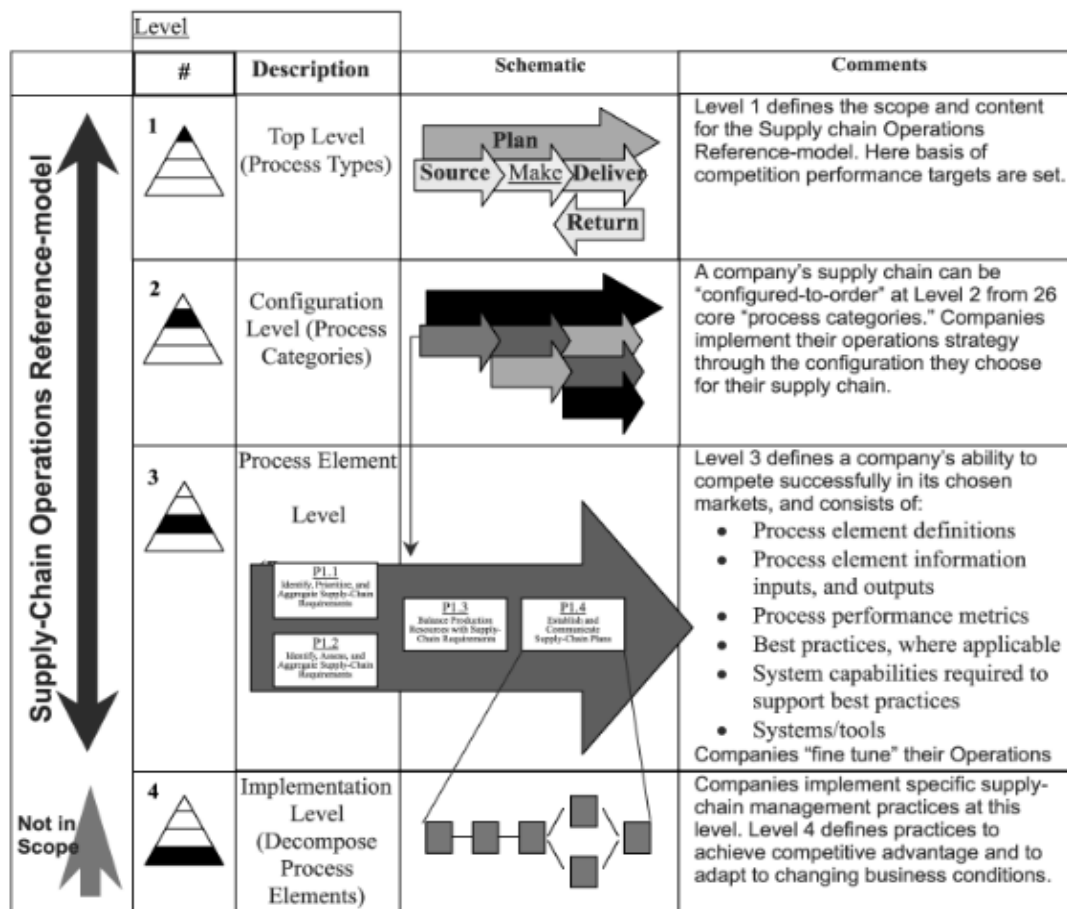 Level
#
Description
Schematic
Comments
Supply-Chain Operations Reference-model
1
Top Level
(Process Types)
Plan
Source
Make
Deliver
Return
Level 1 defines the scope and content
for the Supply chain Operations
Reference-model. Here basis of
competition performance targets are set.
2
Configuration
Level (Process
Categories)
A company's supply chain can be
"configured-to-order" at Level 2 from 26
core "process categories." Companies
implement their operations strategy
through the configuration they choose
for their supply chain.
3
Process Element
Level
P1.1
Identify, Prioritize, and
Aggregate Supply-Chain
Requirements
P1.2
Identify, Assess, and
Aggregate Supply-Chain
Requirements
P1.3
Balance Production
Resources with Supply-
Chain Requirements
P1.4
Establish and
Communicate
Supply-Chain Plans
Level 3 defines a company's ability to
compete successfully in its chosen
markets, and consists of:
• Process element definitions
• Process element information
inputs, and outputs
• Process performance metrics
• Best practices, where applicable
• System capabilities required to
support best practices
• Systems/tools
Companies "fine tune" their Operations
Not in
Scope
4
Implementation
Level
(Decompose
Process
Elements)
Companies implement specific supply-
chain management practices at this
level. Level 4 defines practices to
achieve competitive advantage and to
adapt to changing business conditions.